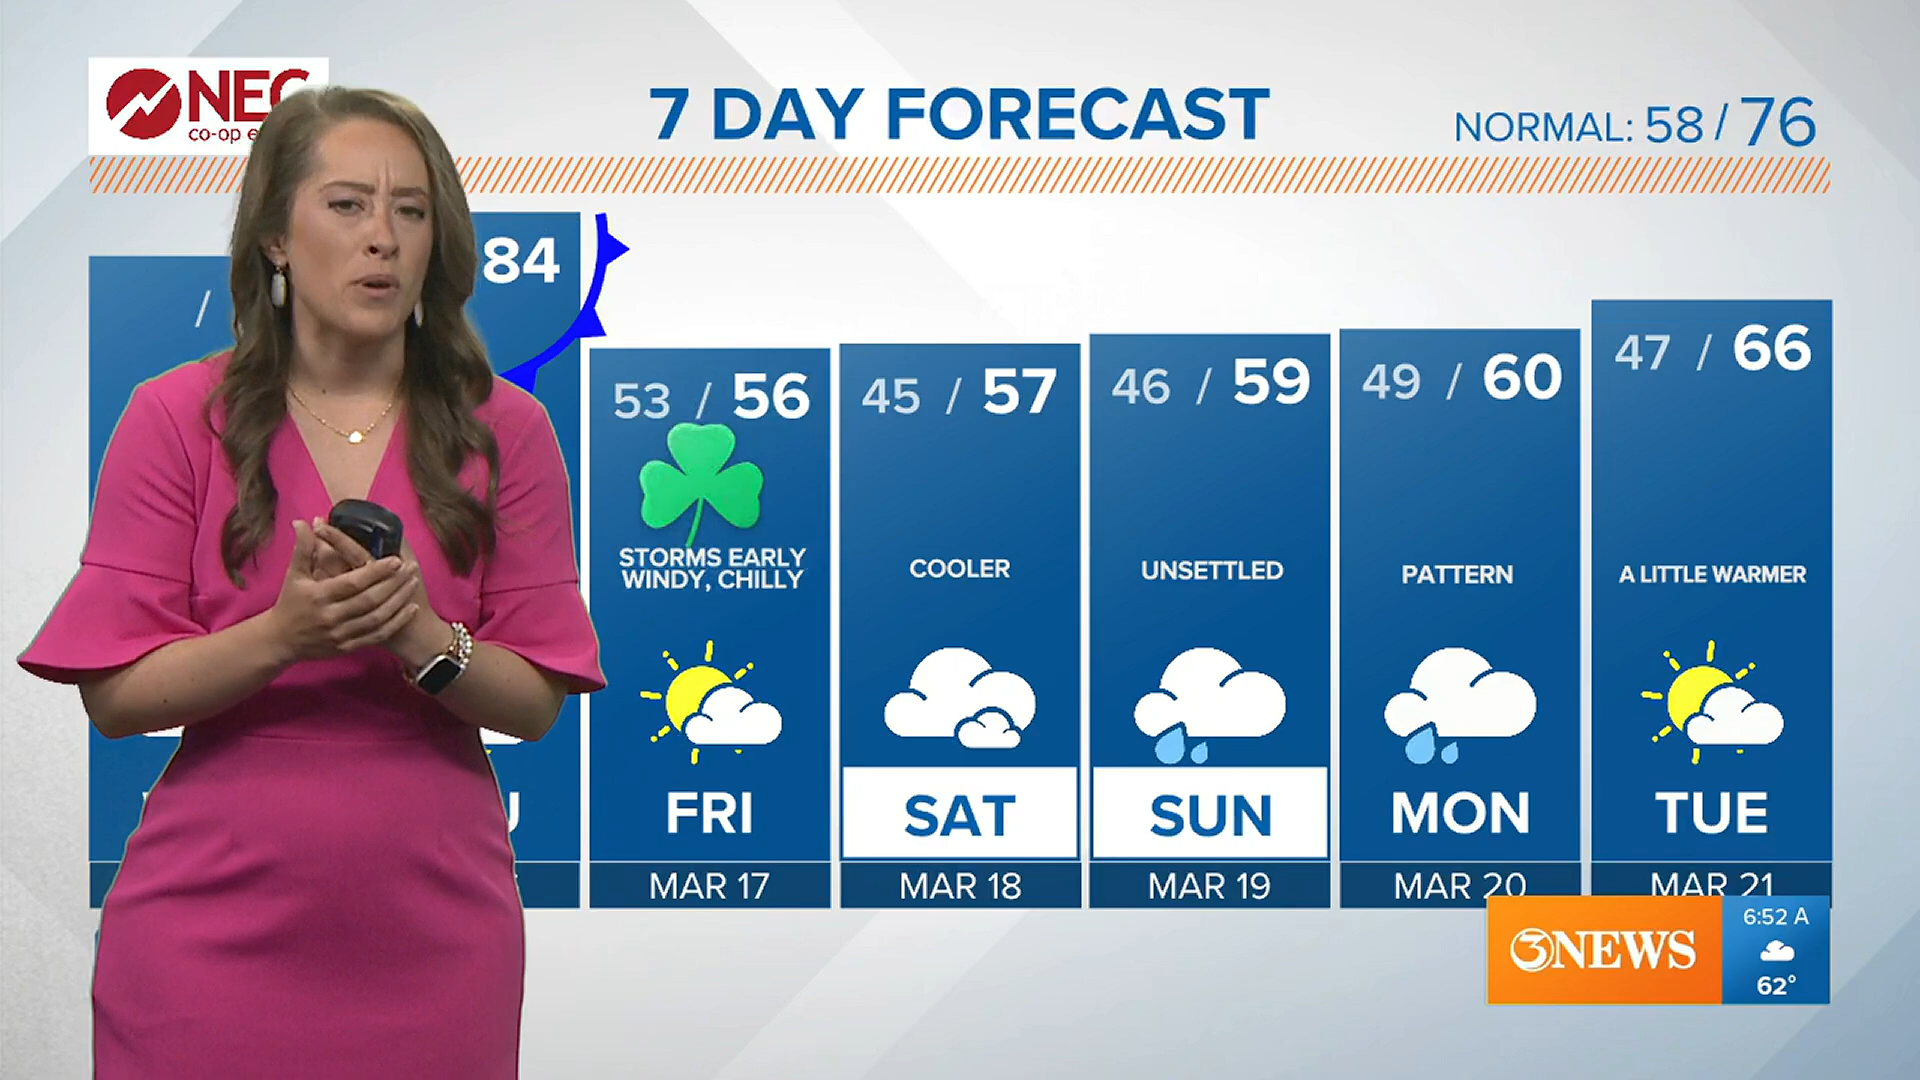 NEC
co-op e
7 DAY FORECAST
NORMAL: 58 / 76
/
84
53 / 56
45 / 57
46 / 59
49 / 60
47 / 66
STORMS EARLY
WINDY, CHILLY
COOLER
UNSETTLED
PATTERN
A LITTLE WARMER
FRI
SAT
SUN
MON
TUE
MAR 17
MAR 18
MAR 19
MAR 20
MAR 21
3NEWS
6:52 A
62°